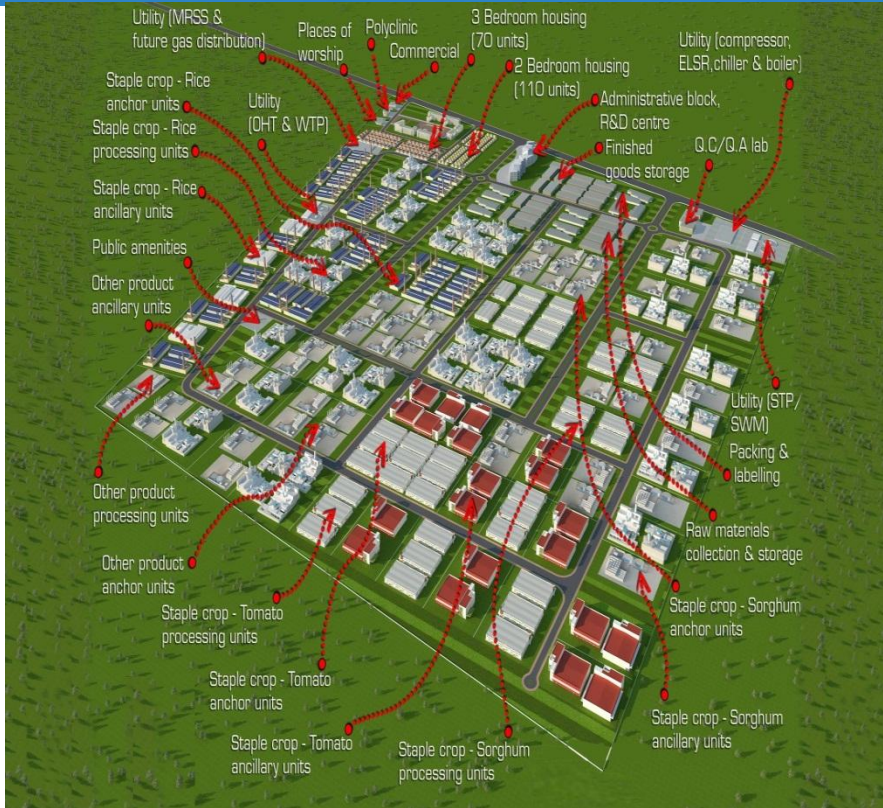 Utility (MRSS &
future gas distribution)
Places of
worship
Polyclinic
Commercial
3 Bedroom housing
(70 units)
2 Bedroom housing
(110 units)
Utility (compressor,
ELSR,chiller & boiler)
Administrative block,
R&D centre
Finished
goods storage
Q.C/Q.A lab
Staple crop - Rice
anchor units
Utility
(OHT & WTP)
Staple crop - Rice
processing units
Staple crop - Rice
ancillary units
Public amenities
Other product
ancillary units
Other product
processing units
Other product
anchor units
Staple crop - Tomato
processing units
Staple crop - Tomato
anchor units
Staple crop - Tomato
ancillary units
Staple crop - Sorghum
processing units
Utility (STP/
SWM)
Packing &
labelling
Raw materials
collection & storage
Staple crop - Sorghum
anchor units
Staple crop - Sorghum
ancillary units